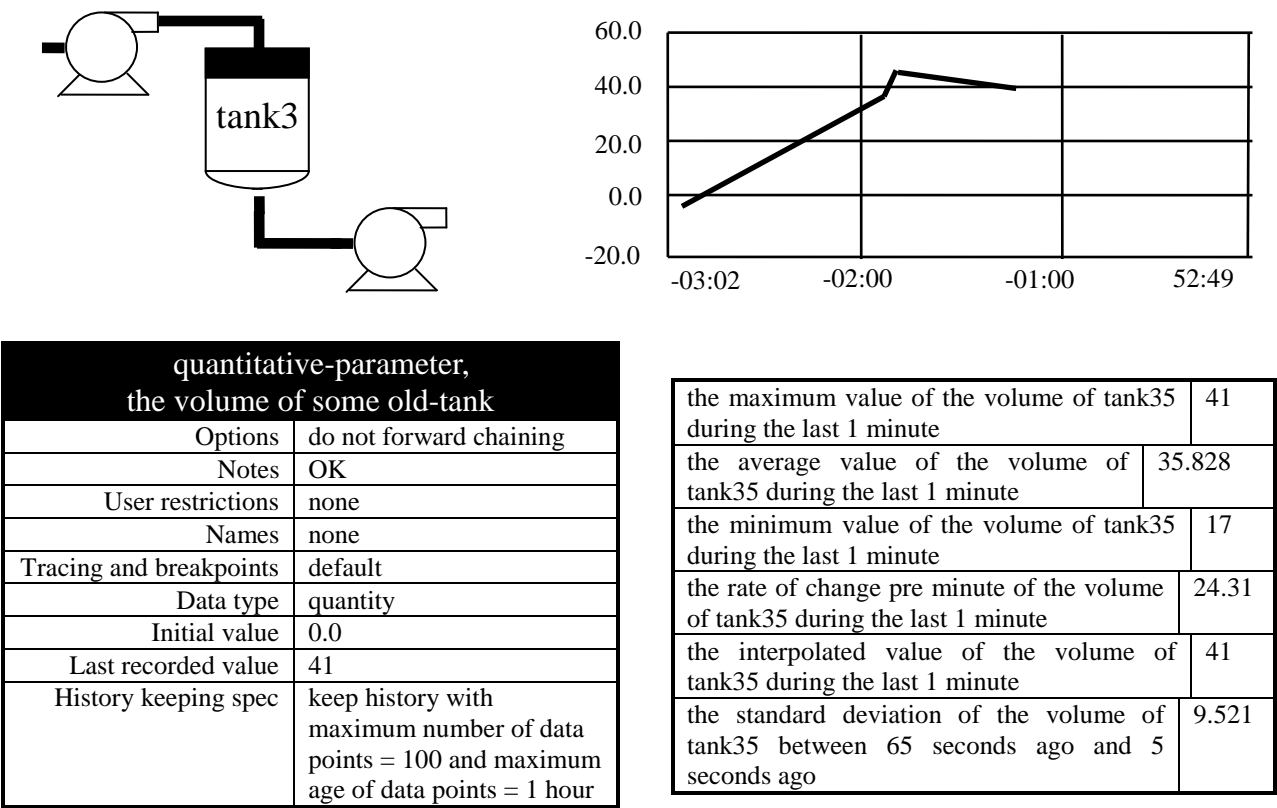 tank3
60.0
40.0
20.0
0.0
-20.0
-03:02 -02:00 -01:00 52:49
quantitative-parameter,
the volume of some old-tank
Options do not forward chaining
Notes OK
User restrictions none
Names none
Tracing and breakpoints default
Data type quantity
Initial value 0.0
Last recorded value 41
History keeping spec keep history with
maximum number of data
points = 100 and maximum
age of data points = 1 hour
the maximum value of the volume of tank35 41
during the last 1 minute
the average value of the volume of 35.828
tank35 during the last 1 minute
the minimum value of the volume of tank35 17
during the last 1 minute
the rate of change pre minute of the volume 24.31
of tank35 during the last 1 minute
the interpolated value of the volume of 41
tank35 during the last 1 minute
the standard deviation of the volume of 9.521
tank35 between 65 seconds ago and 5
seconds ago